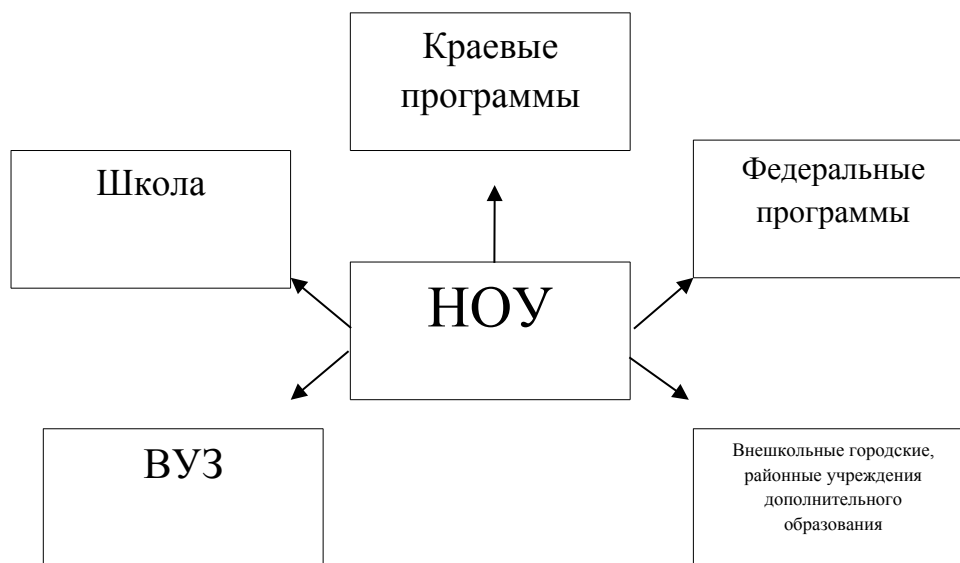 Краевые
программы
Школа
Федеральные
программы
НОУ
ВУЗ
Внешкольные городские,
районные учреждения
дополнительного
образования